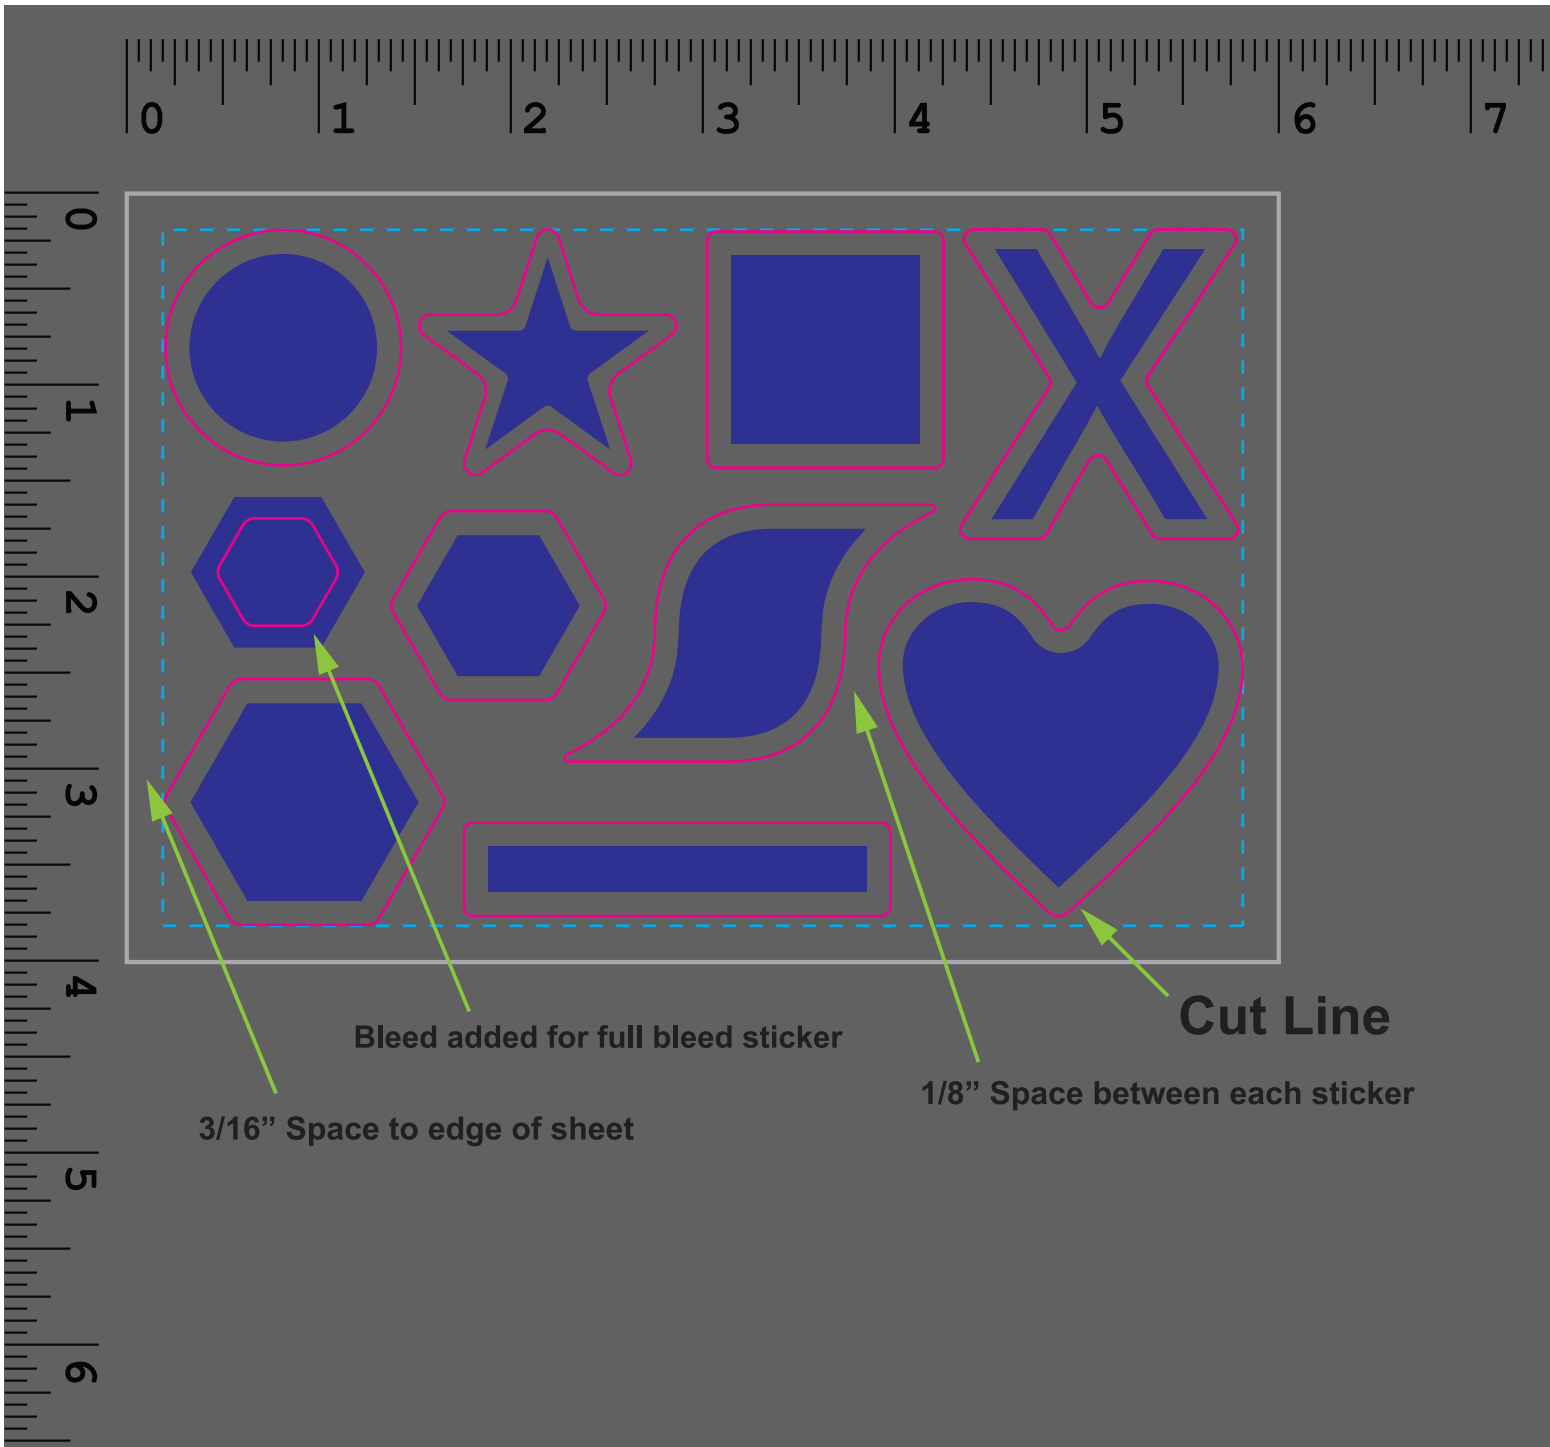 0 1 2 3 4 5 6 7
0
1
2
3
4
5
6
Cut Line
Bleed added for full bleed sticker
1/8” Space between each sticker
3/16” Space to edge of sheet